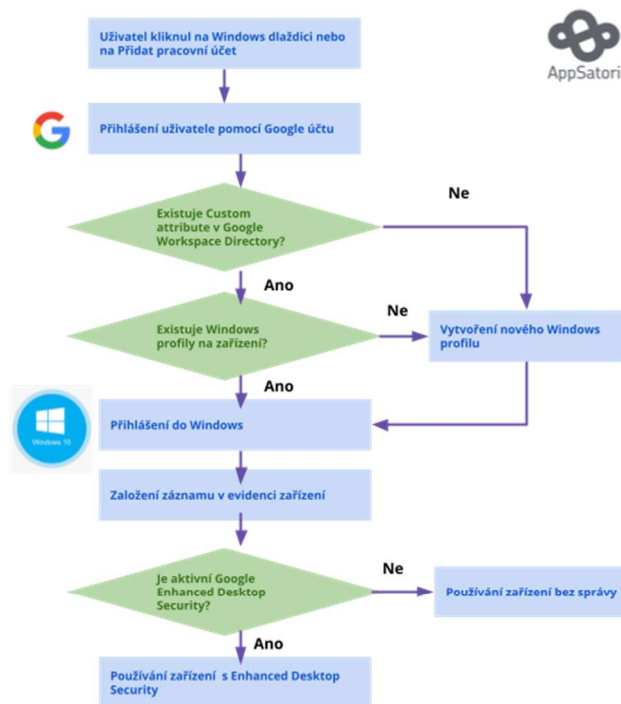 Uživatel kliknul na Windows dlaždici nebo
na Přidat pracovní účet
AppSatori
Přihlášení uživatele pomocí Google účtu
Ne
Existuje Custom
attribute v Google
Workspace Directory?
Ano
Ne
Existuje Windows
profily na zařízení?
Vytvoření nového Windows
profilu
Ano
Windows 10
Přihlášení do Windows
Založení záznamu v evidenci zařízení
Ne
Je aktivní Google
Enhanced Desktop
Security?
Používání zařízení bez správy
Ano
Používání zařízení s Enhanced Desktop
Security